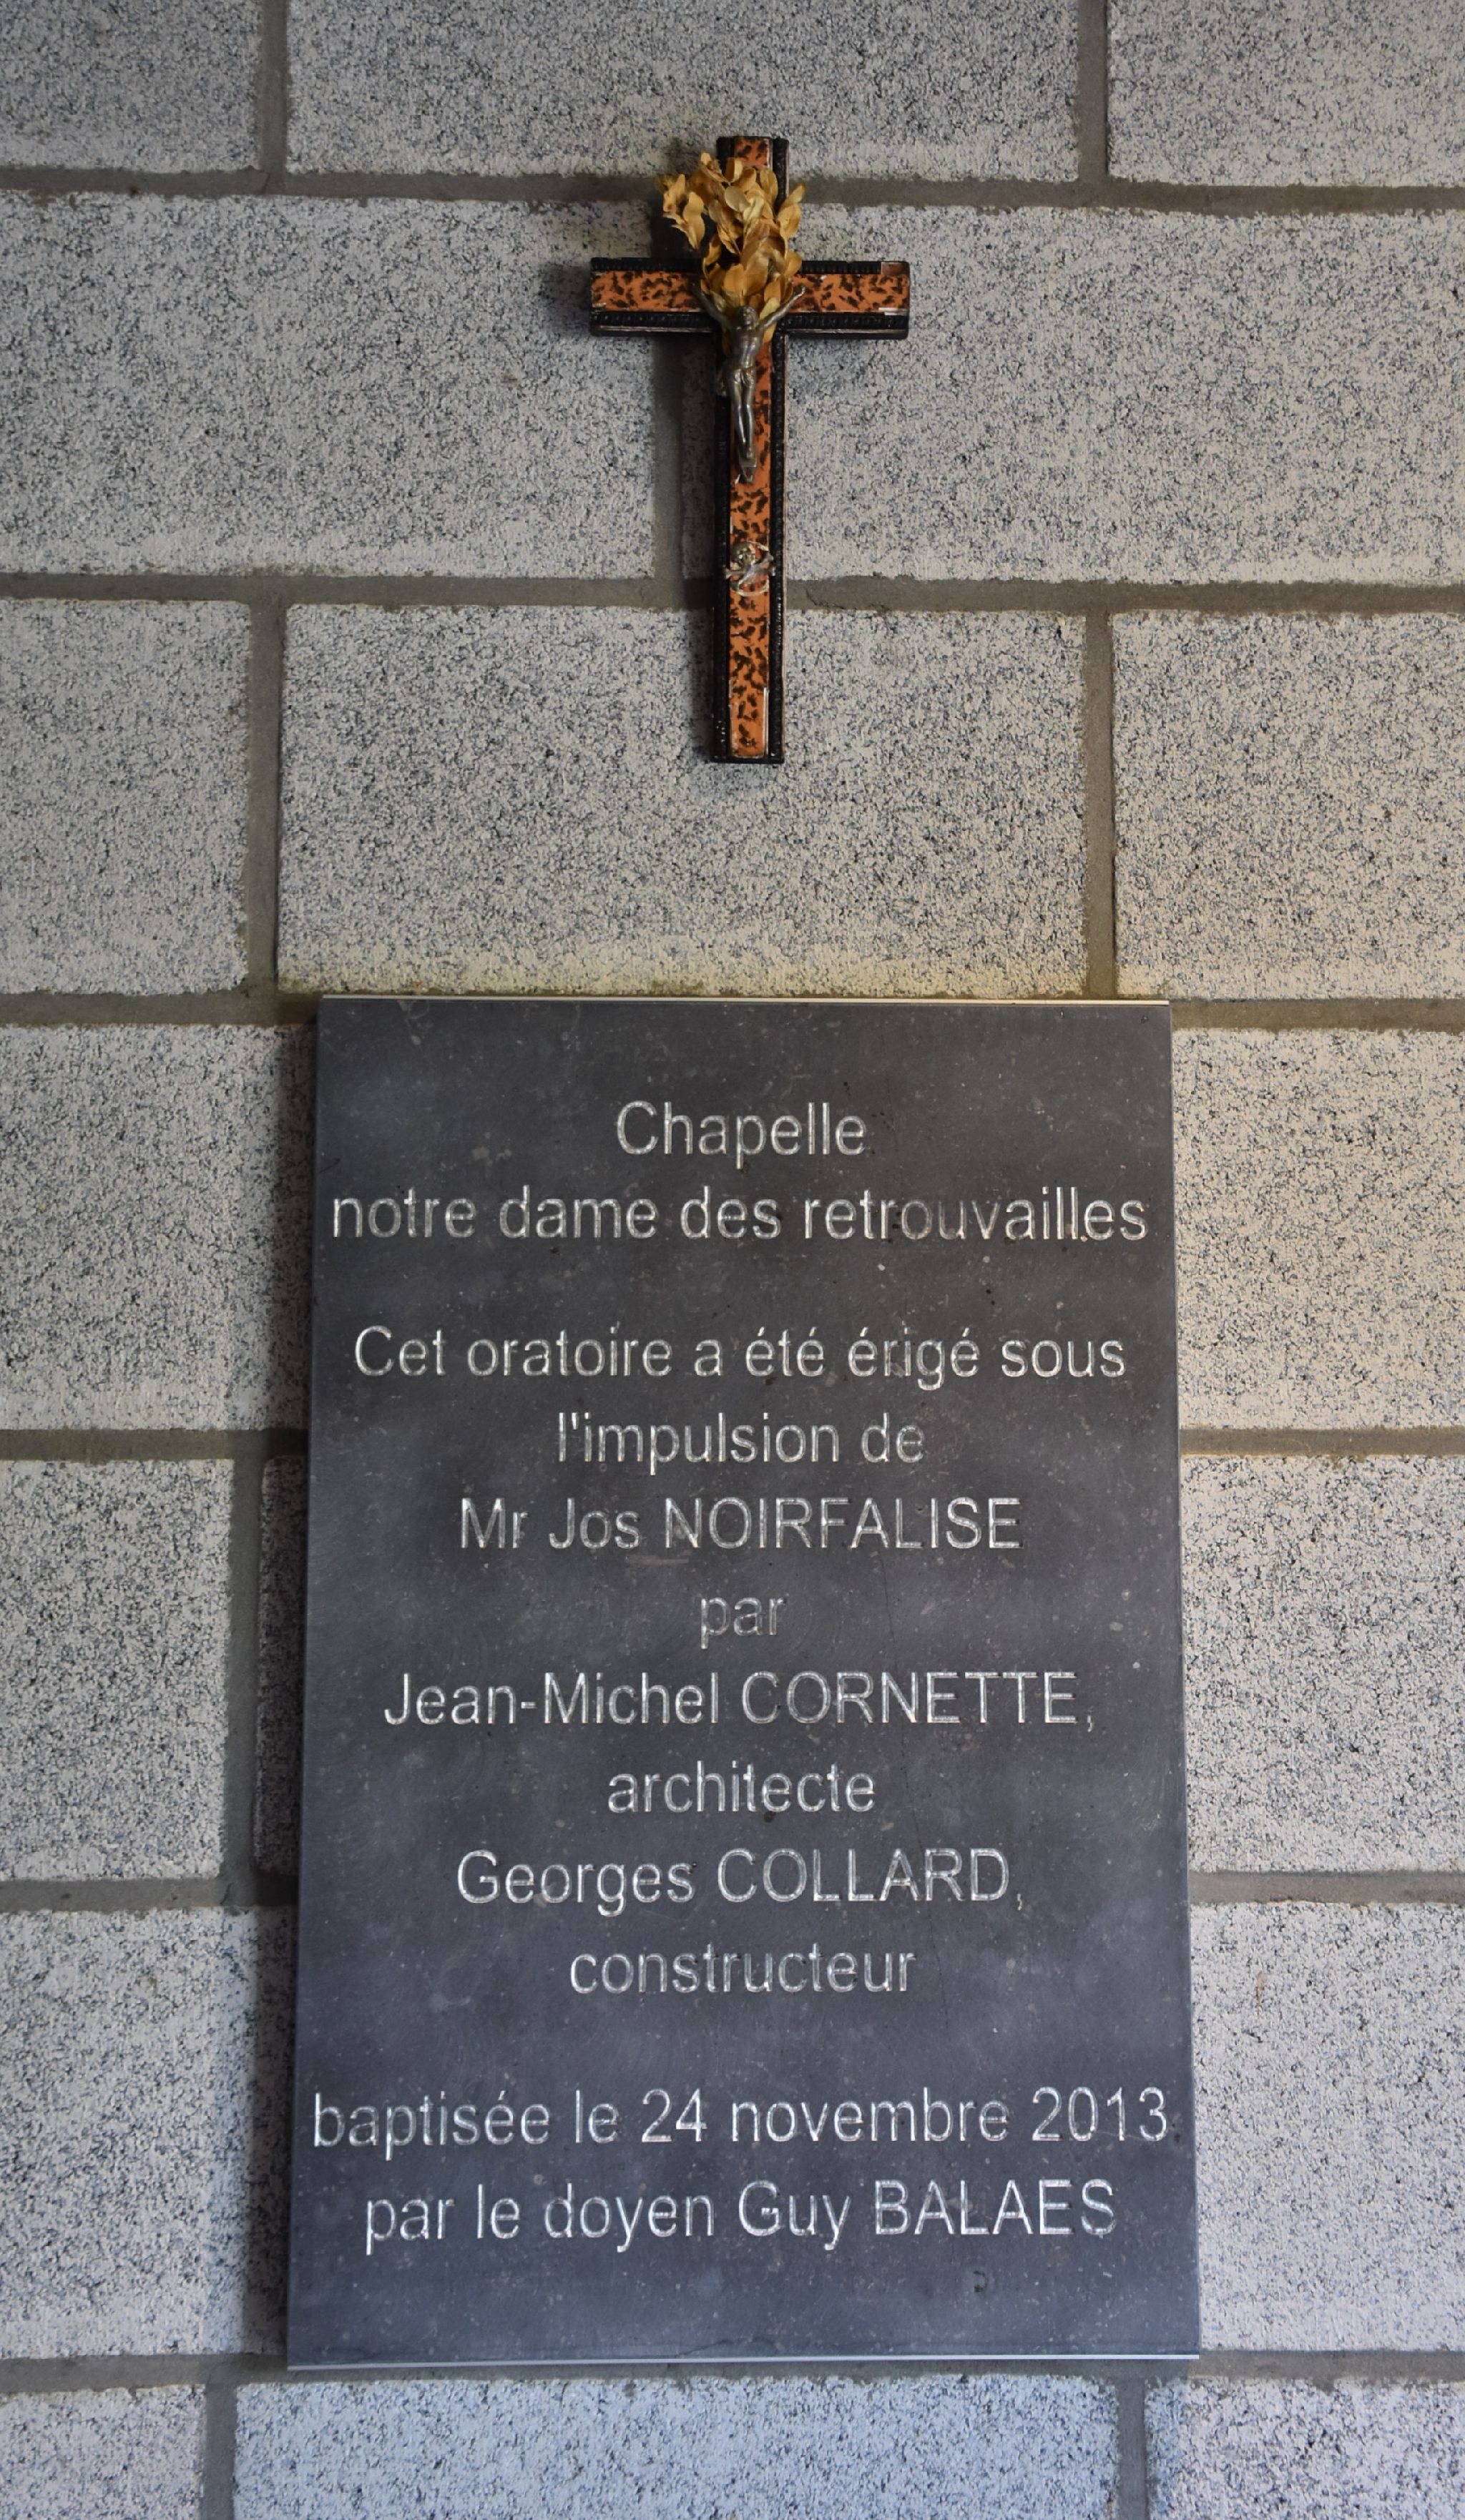 Chapelle
notre dame des retrouvailles
Cet oratoire a été érigé sous
l'impulsion de
Mr Jos NOIRFALISE
par
Jean-Michel CORNETTE,
architecte
Georges COLLARD,
constructeur
baptisée le 24 novembre 2013
par le doyen Guy BALAES